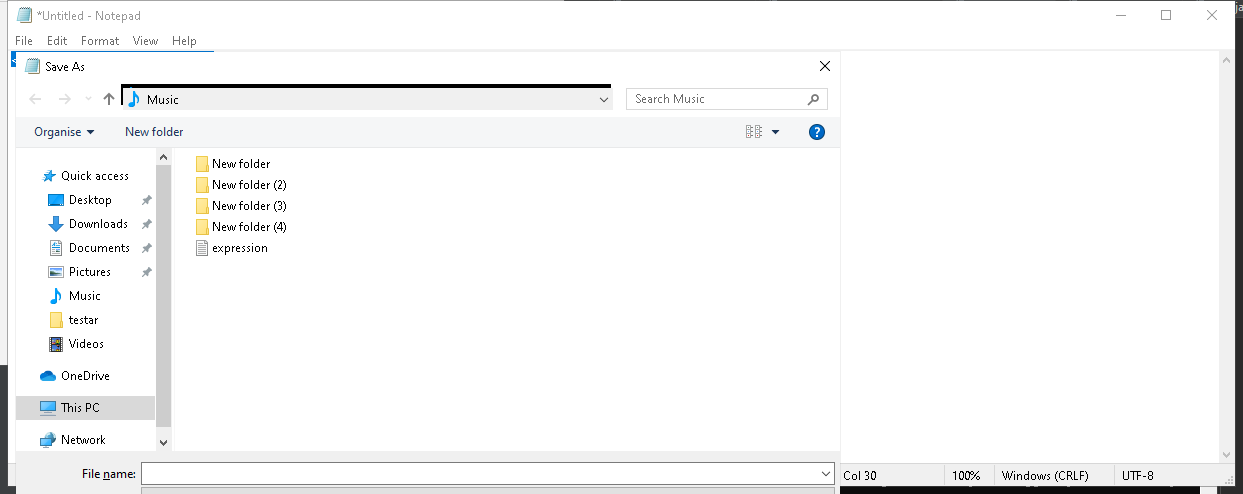 *Untitled - Notepad
File Edit Format View Help
Save As
Music
Search Music
Organise New folder
Quick access
Desktop
Downloads
Documents
Pictures
Music
testar
Videos
OneDrive
This PC
Network
New folder
New folder (2)
New folder (3)
New folder (4)
expression
File name:
Col 30 100% Windows (CRLF) UTF-8